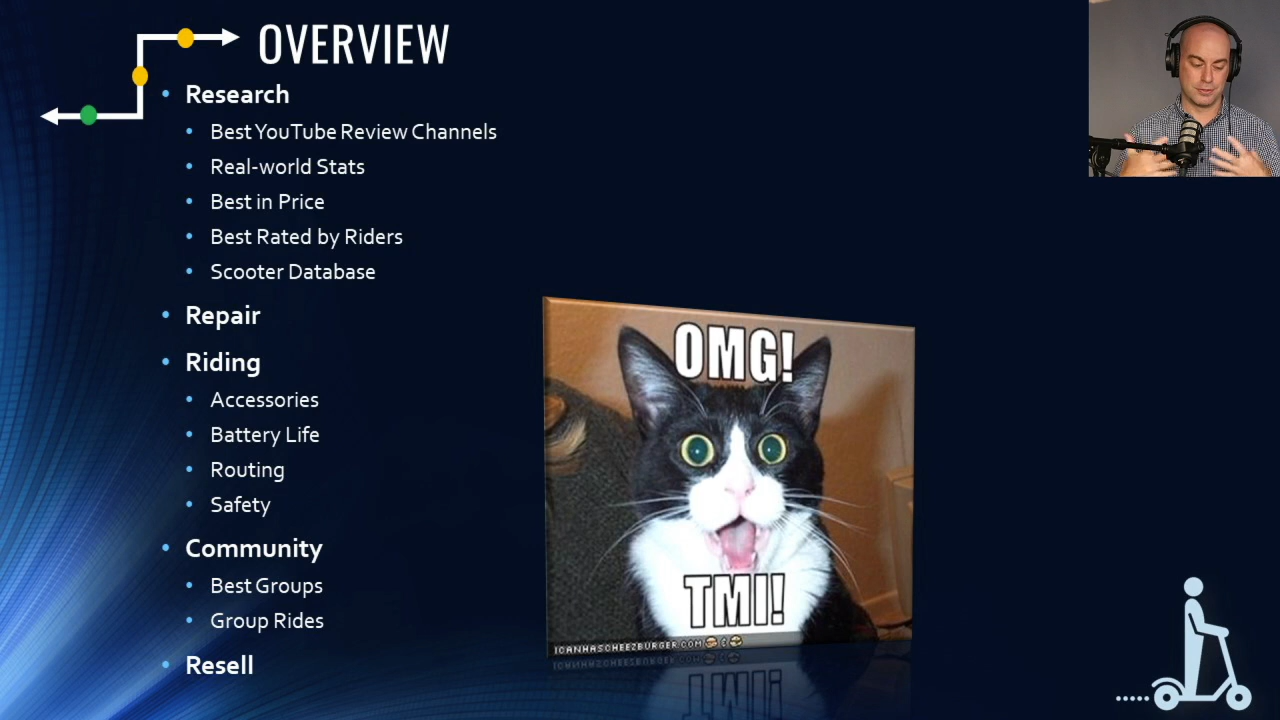 OVERVIEW
Research
Best YouTube Review Channels
Real-world Stats
Best in Price
Best Rated by Riders
Scooter Database
Repair
Riding
Accessories
Battery Life
Routing
Safety
Community
Best Groups
Group Rides
Resell
OMG!
TMI!
ICANHASCHEEZBURGER.COM